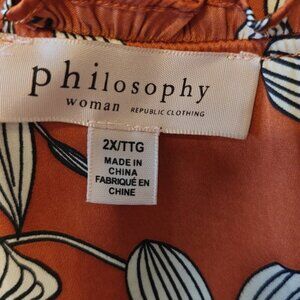 philosophy
woman REPUBLIC CLOTHING
2X/TTG
MADE IN
CHINA
FABRIQUÉ EN
CHINE